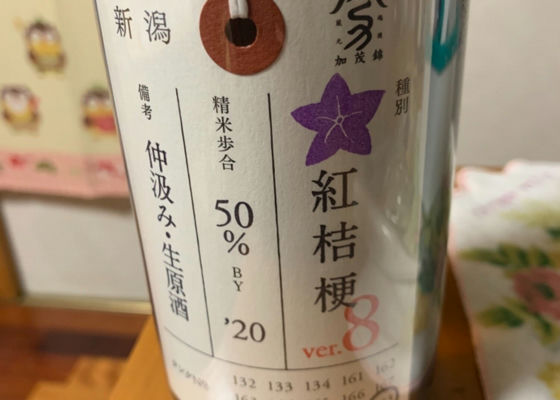 新潟
加茂錦
種別
紅桔梗
ver.8
精米歩合
50%
BY
'20
備考
仲汲み・生原酒
132 133 134 161 162